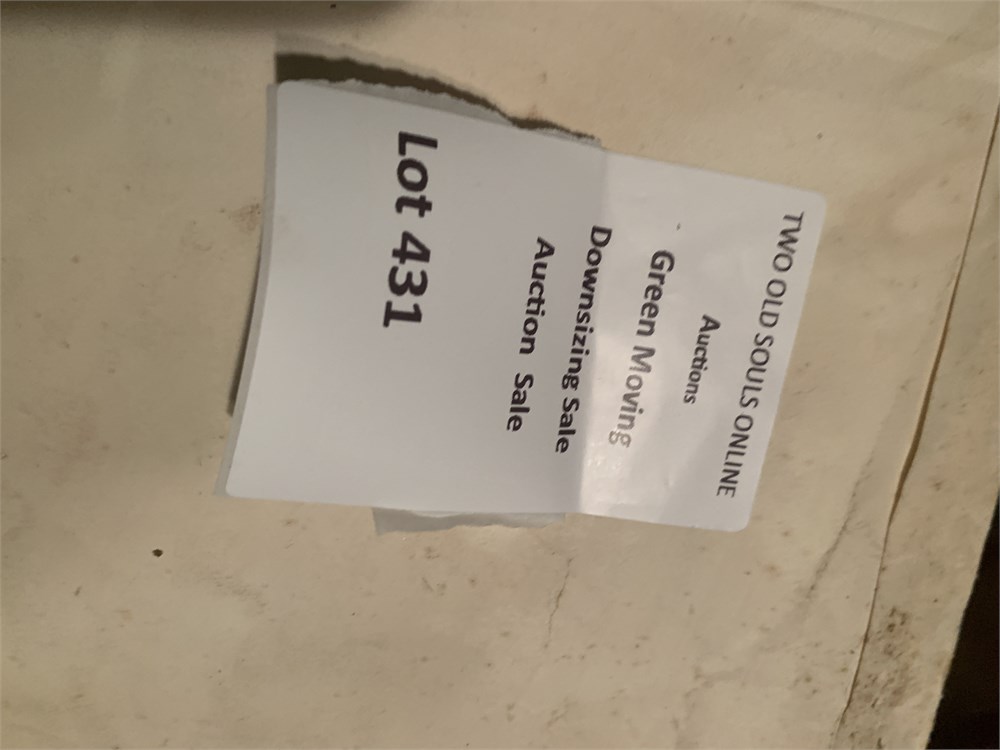 TWO OLD SOULS ONLINE
Auctions
Green Moving
Downsizing Sale
Auction Sale
Lot 431